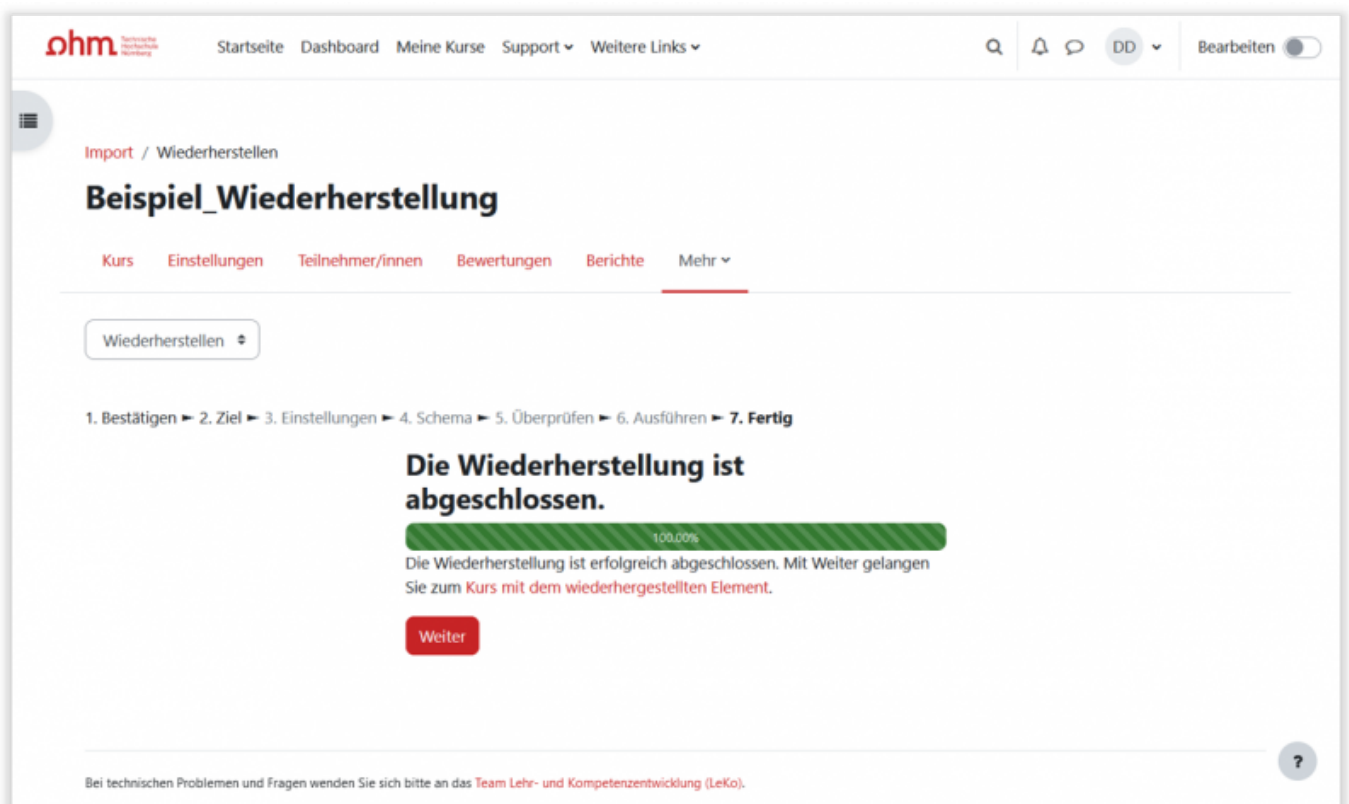 ohm Technische Hochschule Nürnberg
Startseite Dashboard Meine Kurse Support Weitere Links DD Bearbeiten
Import / Wiederherstellen
Beispiel_Wiederherstellung
Kurs Einstellungen Teilnehmer/innen Bewertungen Berichte Mehr
Wiederherstellen
1. Bestätigen ► 2. Ziel ► 3. Einstellungen ► 4. Schema ► 5. Überprüfen ► 6. Ausführen ► 7. Fertig
Die Wiederherstellung ist
abgeschlossen.
100.00%
Die Wiederherstellung ist erfolgreich abgeschlossen. Mit Weiter gelangen
Sie zum Kurs mit dem wiederhergestellten Element.
Weiter
?
Bei technischen Problemen und Fragen wenden Sie sich bitte an das Team Lehr- und Kompetenzentwicklung (LeKo).